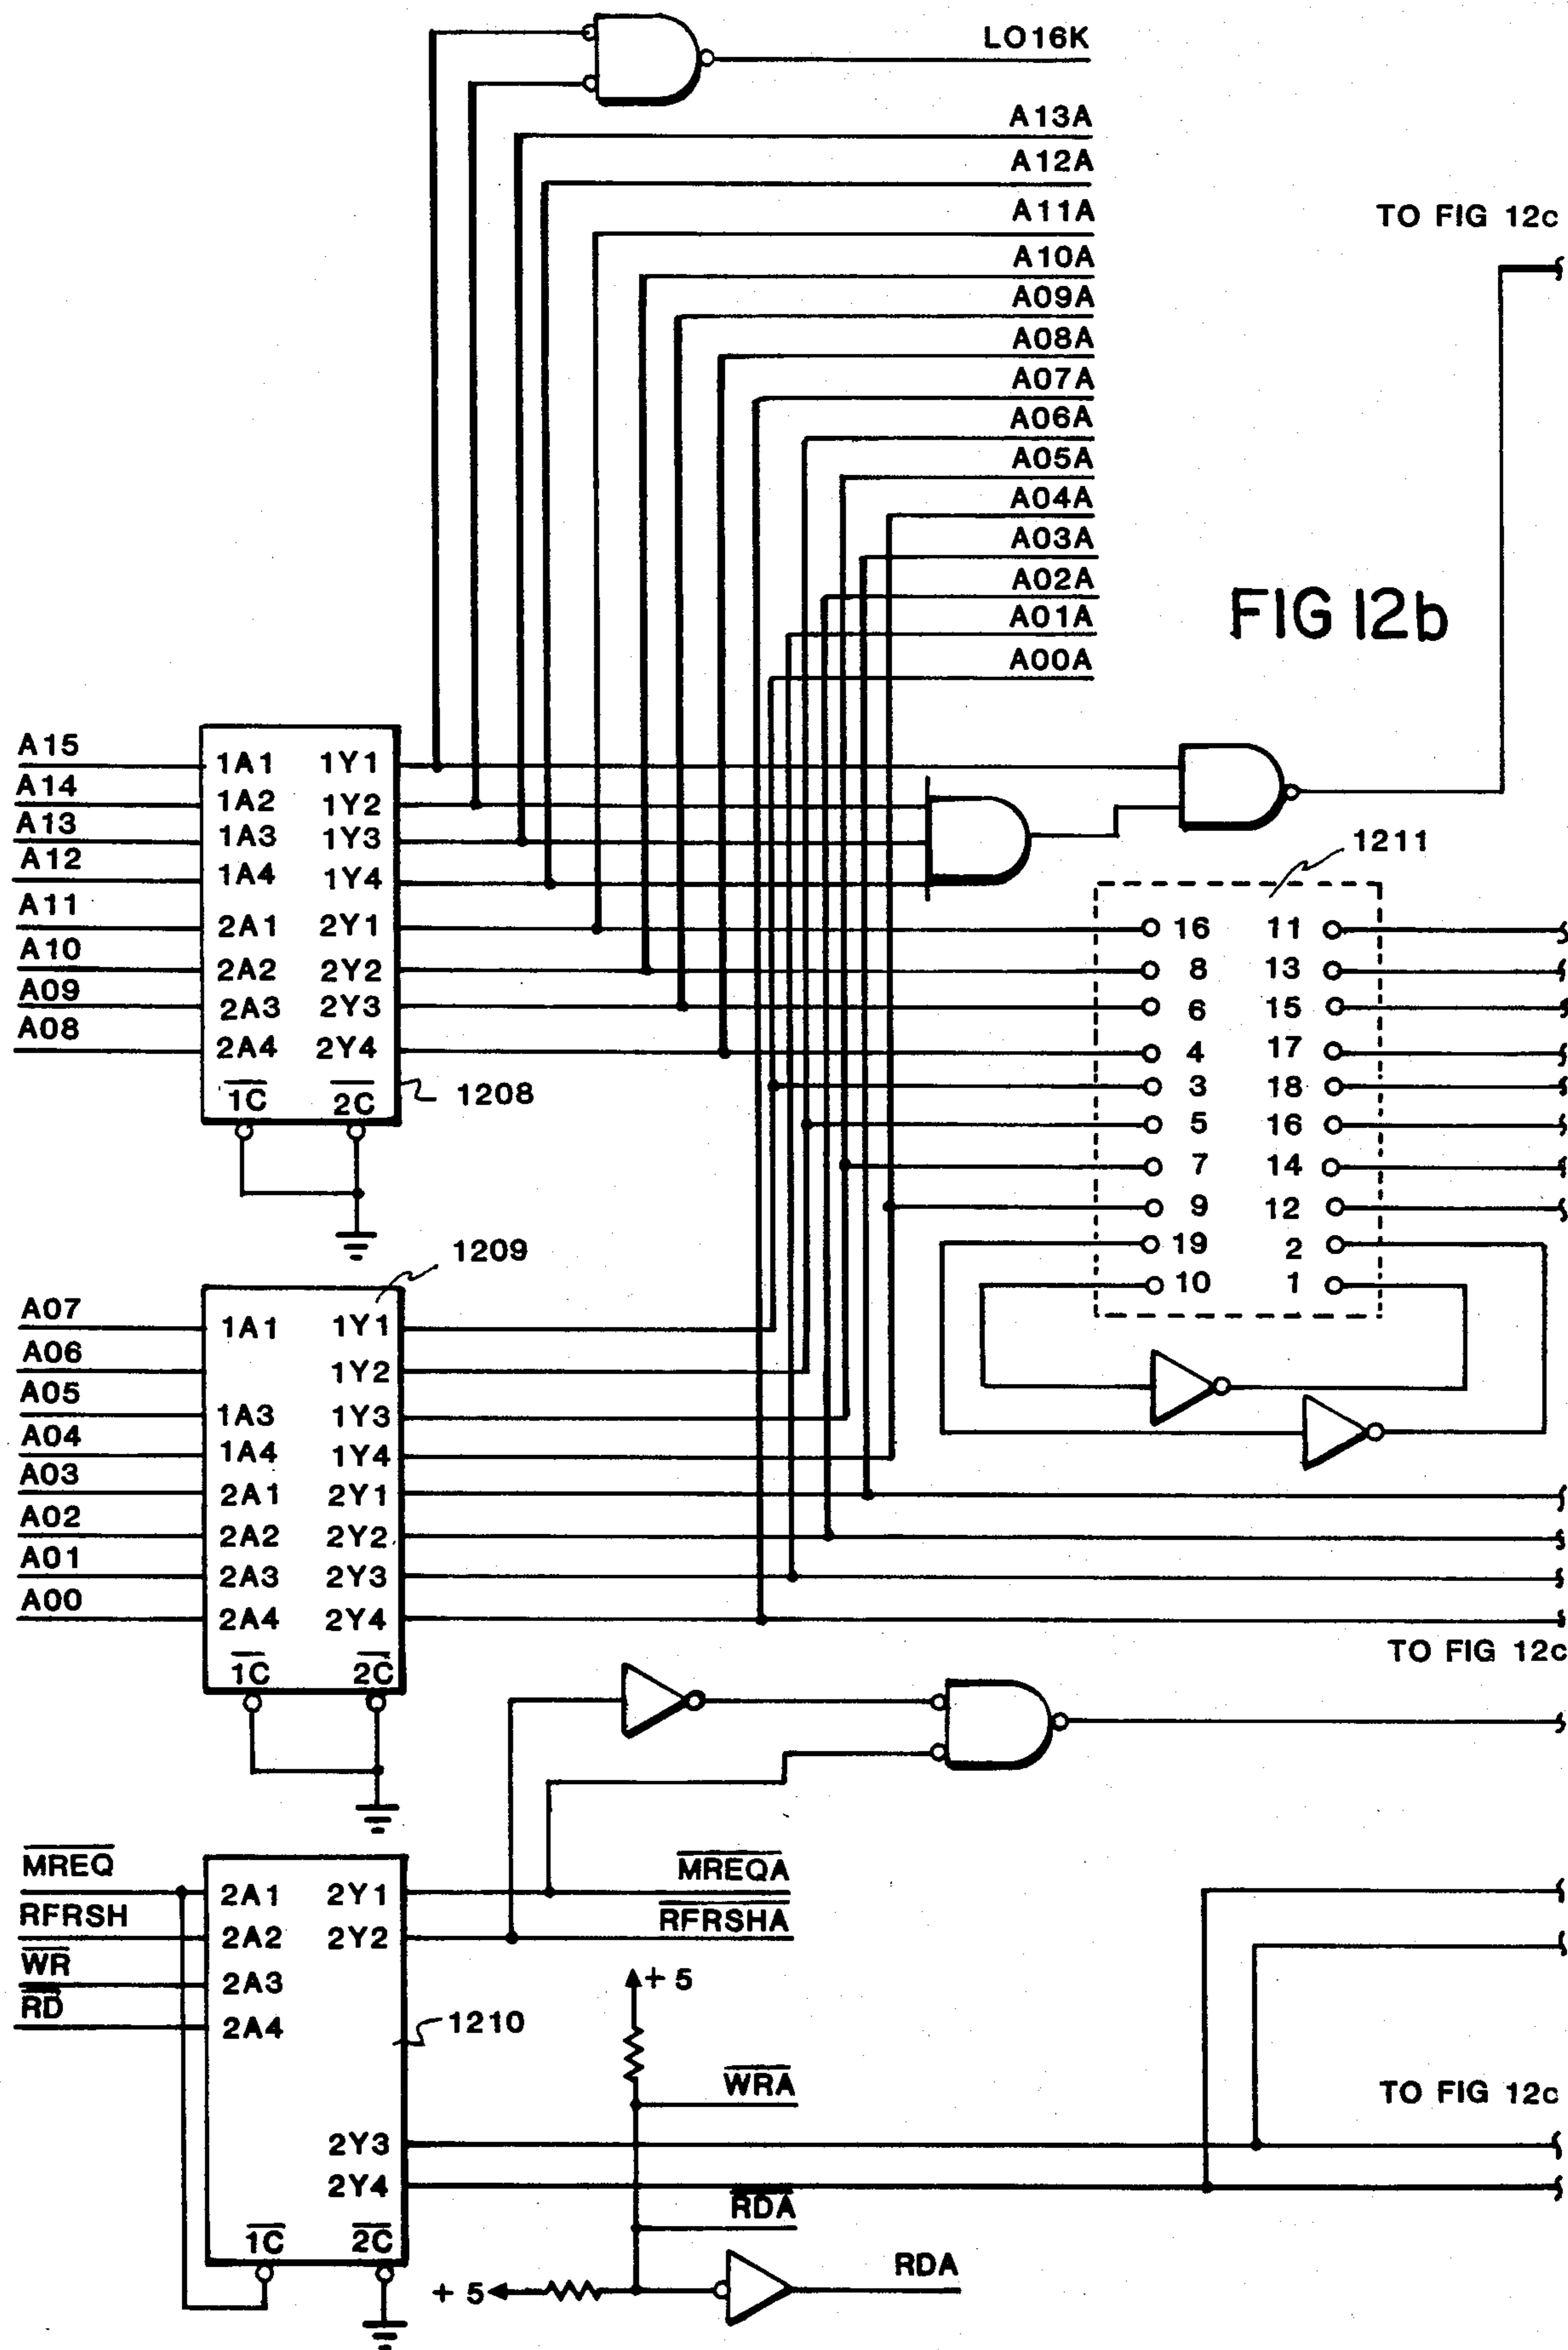 LO16K
A13A
A12A
A11A
TO FIG 12c
A10A
A09A
A08A
A07A
A06A
A05A
A04A
A03A
A02A
FIG 12b
A01A
A00A
A15 1A1 1Y1
A14 1A2 1Y2
A13 1A3 1Y3
1211
A12 1A4 1Y4
A11 2A1 2Y1 16 11
A10 2A2 2Y2 8 13
A09 2A3 2Y3 6 15
A08 2A4 2Y4 4 17
1C 2C 1208 3 18
5 16
7 14
9 12
1209 19 2
10 1
A07 1A1 1Y1
A06 1Y2
A05 1A3 1Y3
A04 1A4 1Y4
A03 2A1 2Y1
A02 2A2 2Y2
A01 2A3 2Y3
A00 2A4 2Y4
TO FIG 12c
1C 2C
MREQ 2A1 2Y1 MREQA
RFRSH 2A2 2Y2 RFRSHA
WR 2A3
+ 5
RD 2A4 1210
WRA
TO FIG 12c
2Y3
2Y4
RDA
1C 2C
+ 5 RDA